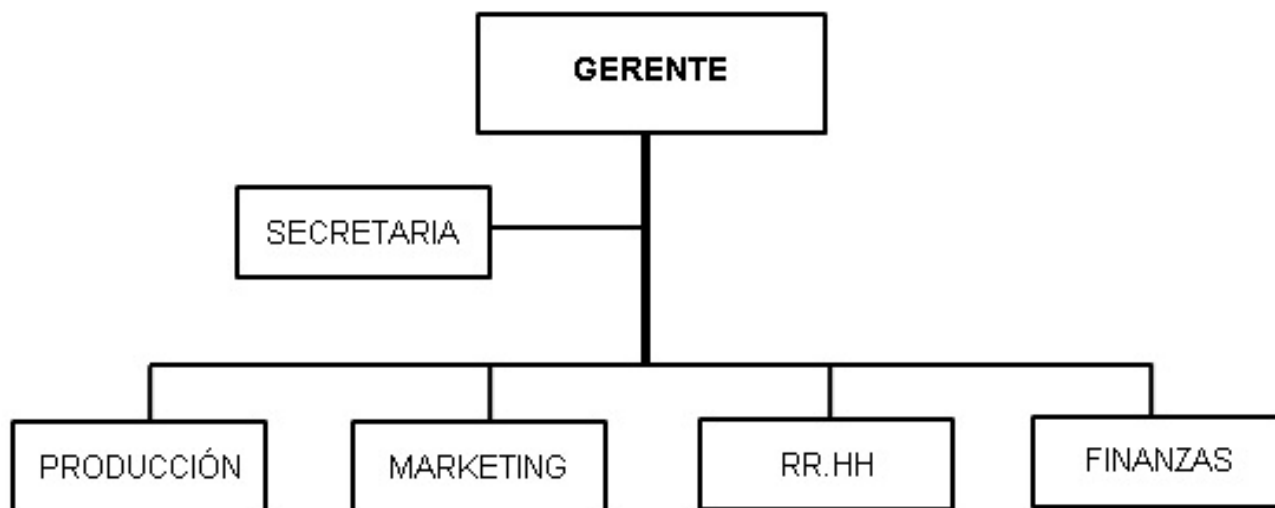 GERENTE
SECRETARIA
PRODUCCIÓN
MARKETING
RR.HH
FINANZAS